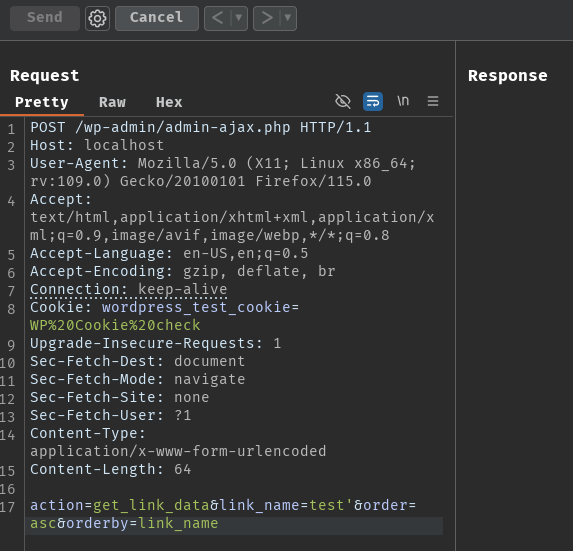 Send Cancel < ▼ > ▼
Request Response
Pretty Raw Hex \n ≡
1 POST /wp-admin/admin-ajax.php HTTP/1.1
2 Host: localhost
3 User-Agent: Mozilla/5.0 (X11; Linux x86_64;
rv:109.0) Gecko/20100101 Firefox/115.0
4 Accept:
text/html,application/xhtml+xml,application/x
ml;q=0.9,image/avif,image/webp,*/*;q=0.8
5 Accept-Language: en-US,en;q=0.5
6 Accept-Encoding: gzip, deflate, br
7 Connection: keep-alive
8 Cookie: wordpress_test_cookie=
WP%20Cookie%20check
9 Upgrade-Insecure-Requests: 1
10 Sec-Fetch-Dest: document
11 Sec-Fetch-Mode: navigate
12 Sec-Fetch-Site: none
13 Sec-Fetch-User: ?1
14 Content-Type:
application/x-www-form-urlencoded
15 Content-Length: 64
16
17 action=get_link_data&link_name=test'&order=
asc&orderby=link_name